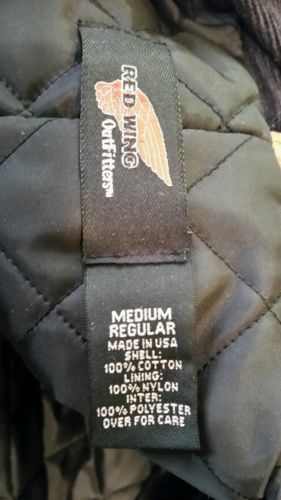 RED WING
Outfitters™
MEDIUM
REGULAR
MADE IN USA
SHELL:
100% COTTON
LINING:
100% NYLON
INTER:
100% POLYESTER
OVER FOR CARE